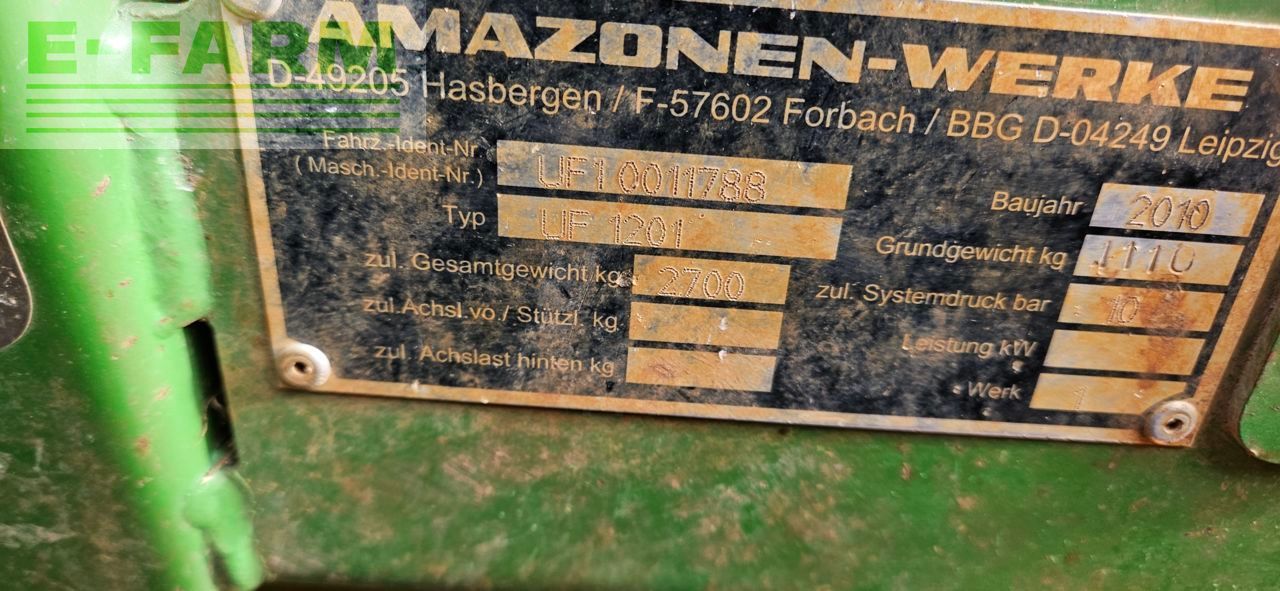 E-FARM
AMAZONEN-WERKE
D-49205 Hasbergen / F-57602 Forbach / BBG D-04249 Leipzig
Fahrz.-Ident-Nr
( Masch.-Ident-Nr.) UF1 0011788
Typ UF 1201
zul. Gesamtgewicht kg 2700
zul.Achsl.vo./ Stützl. kg
zul. Achslast hinten kg
Baujahr 2010
Grundgewicht kg 1110
zul. Systemdruck bar 10
Leistung kW
Werk 1